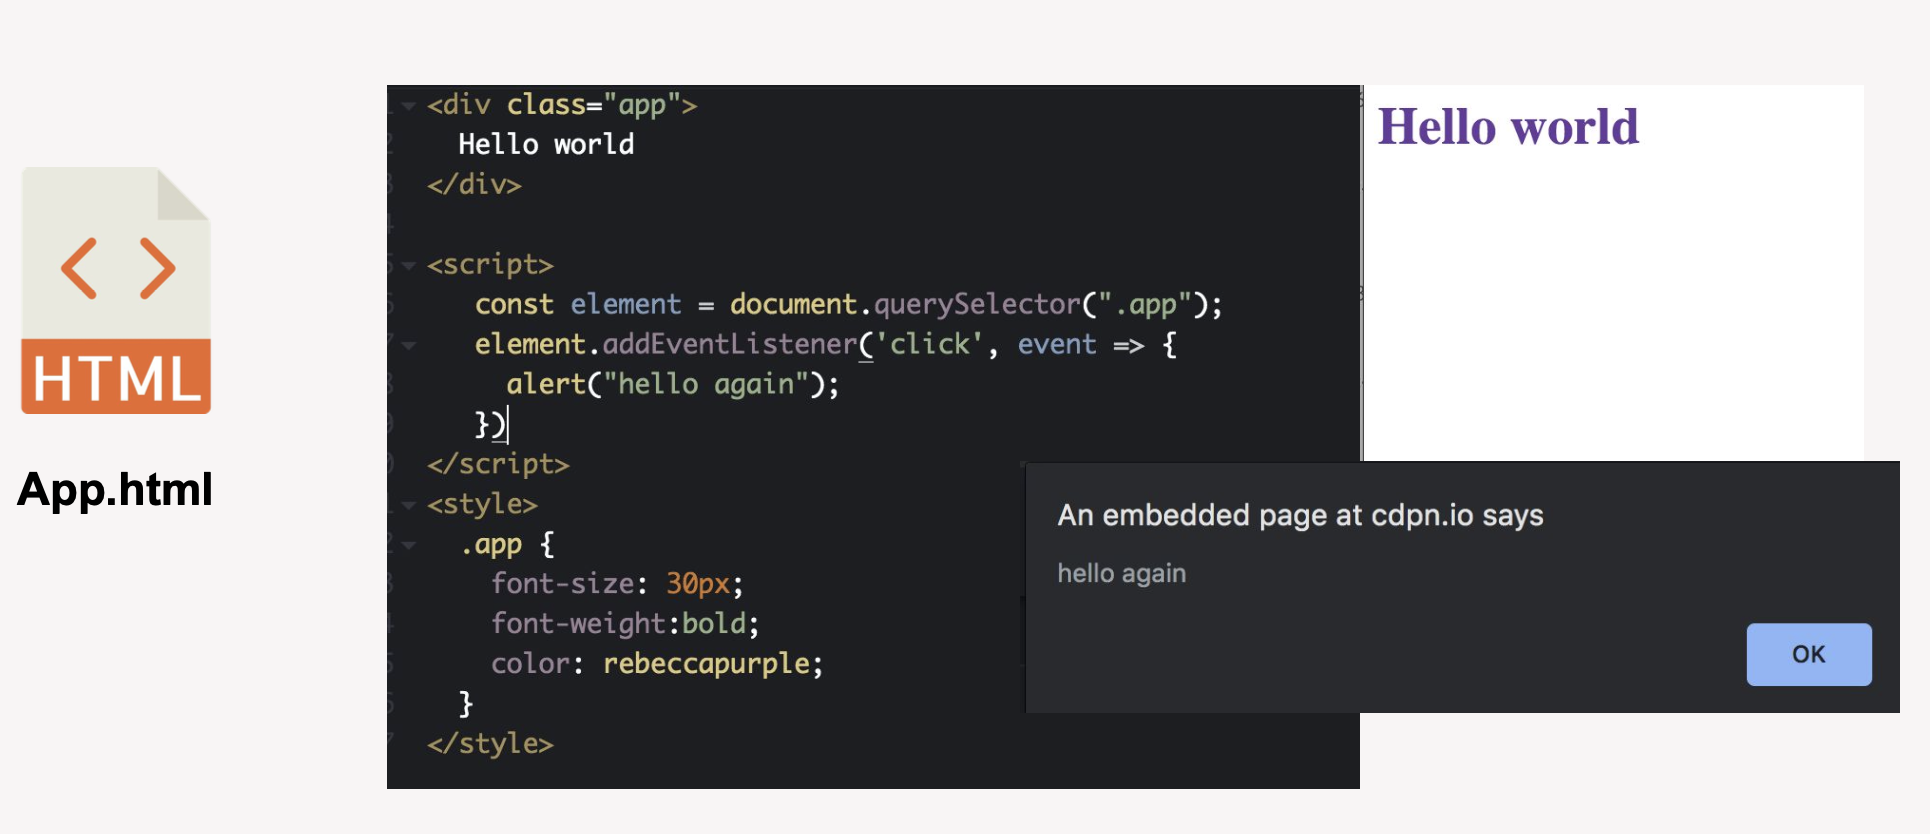 HTML
App.html
<div class="app">
Hello world
</div>
<script>
const element = document.querySelector(".app");
element.addEventListener('click', event => {
alert("hello again");
})
</script>
<style>
.app {
font-size: 30px;
font-weight:bold;
color: rebeccapurple;
}
</style>
Hello world
An embedded page at cdpn.io says
hello again
OK